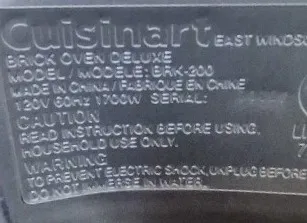 Cuisinart EAST WINDSO
BRICK OVEN DELUXE
MODEL / MODELE: BRK-200
MADE IN CHINA / FABRIQUE EN CHINE
120V 60Hz 1700W SERIAL:
CAUTION
READ INSTRUCTION BEFORE USING.
HOUSEHOLD USE ONLY.
WARNING
TO PREVENT ELECTRIC SHOCK, UNPLUG BEFORE
DO NOT IMMERSE IN WATER.